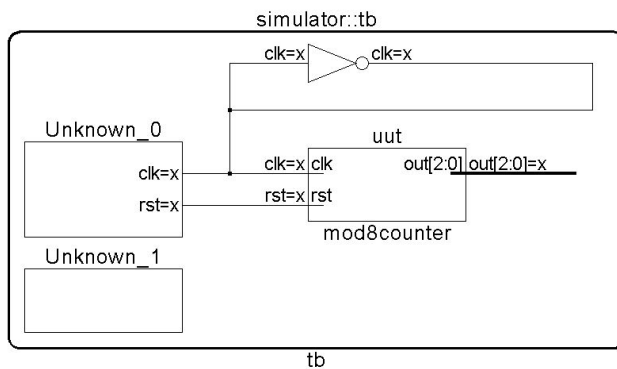 simulator::tb
clk=x clk=x
Unknown_0
uut
clk=x clk=x clk out[2:0] out[2:0]=x
rst=x rst=x rst
mod8counter
Unknown_1
tb